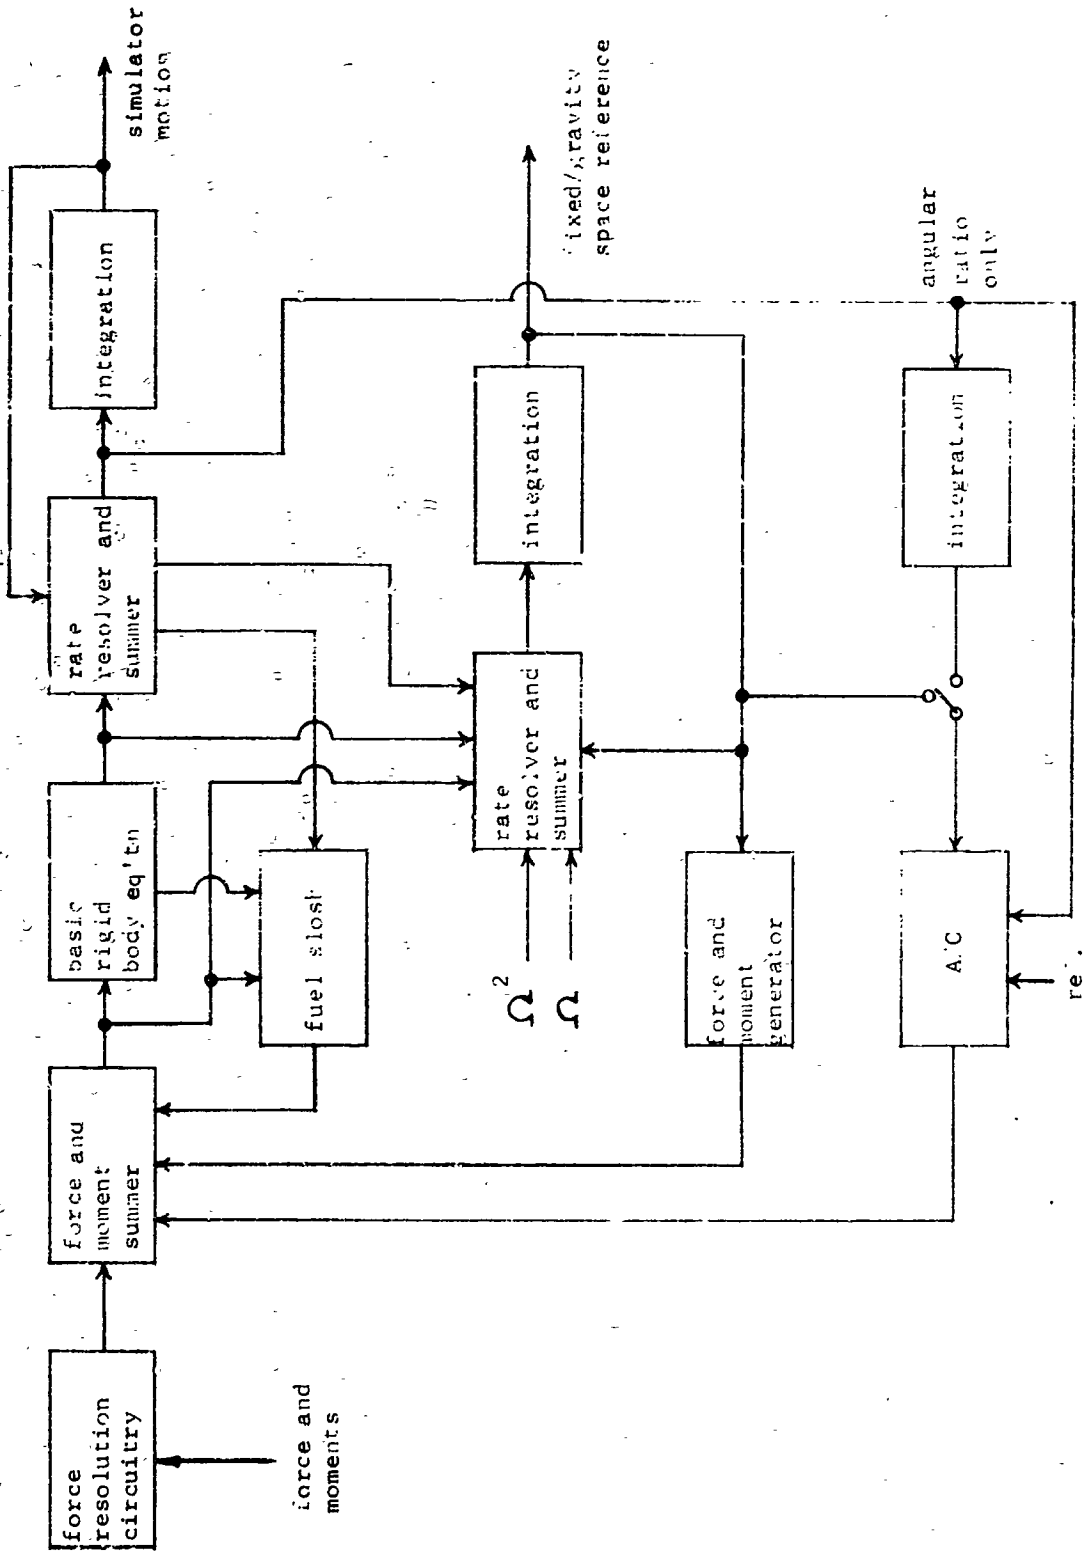 force
resolution
circuitry
force and
moments
force and
moment
summer
basic
rigid
body eq'tn
rate
resolver and
summer
integration
simulator
motion
fuel slosh
Ω²
Ω
rate
resolver and
summer
integration
fixed/gravity
space reference
force and
moment
generator
integration
angular
ratio
only